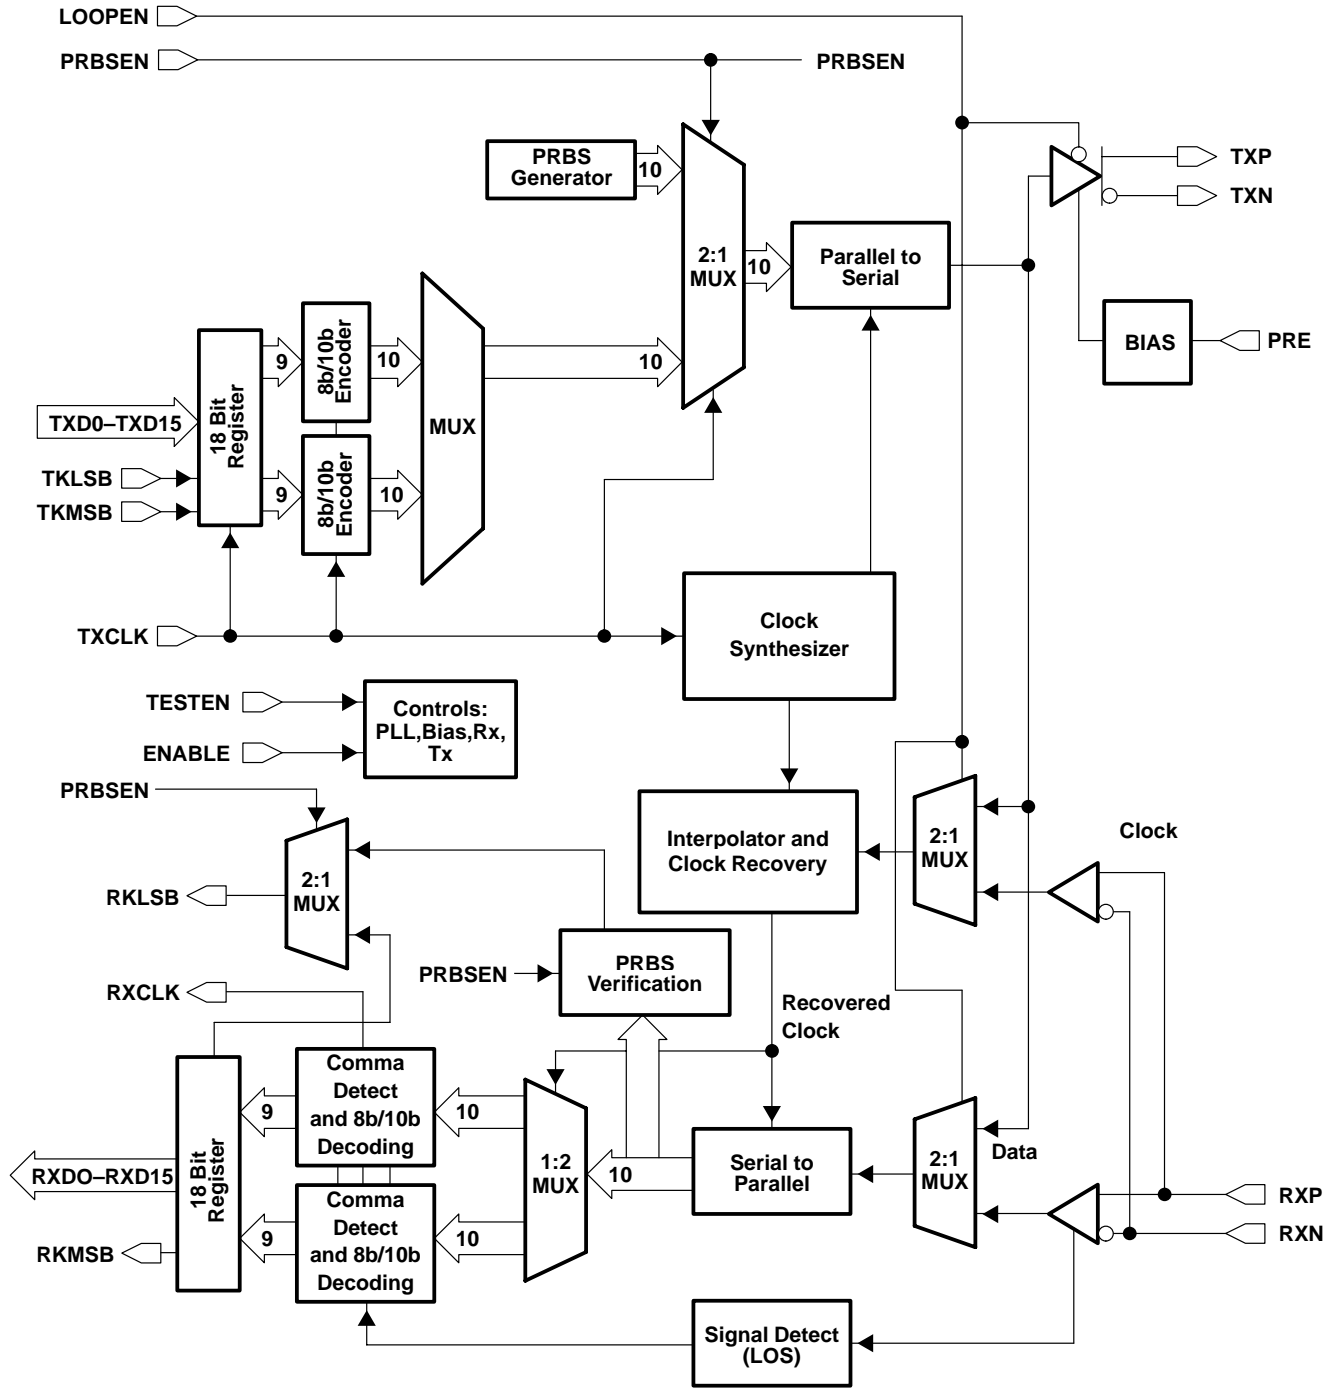 LOOPEN
PRBSEN
PRBSEN
PRBS
Generator
10
TXP
TXN
2:1
MUX
10
Parallel to
Serial
BIAS
PRE
8b/10b
Encoder
9
10
10
TXD0–TXD15
18 Bit
Register
MUX
TKLSB
TKMSB
9
8b/10b
Encoder
10
TXCLK
Clock
Synthesizer
TESTEN
ENABLE
Controls:
PLL,Bias,Rx,
Tx
PRBSEN
Interpolator and
Clock Recovery
2:1
MUX
Clock
2:1
MUX
RKLSB
PRBSEN
PRBS
Verification
RXCLK
Recovered
Clock
Comma
Detect
and 8b/10b
Decoding
9
10
RXDO–RXD15
18 Bit
Register
1:2
MUX
10
Serial to
Parallel
2:1
MUX
Data
RXP
RXN
Comma
Detect
and 8b/10b
Decoding
9
10
RKMSB
Signal Detect
(LOS)